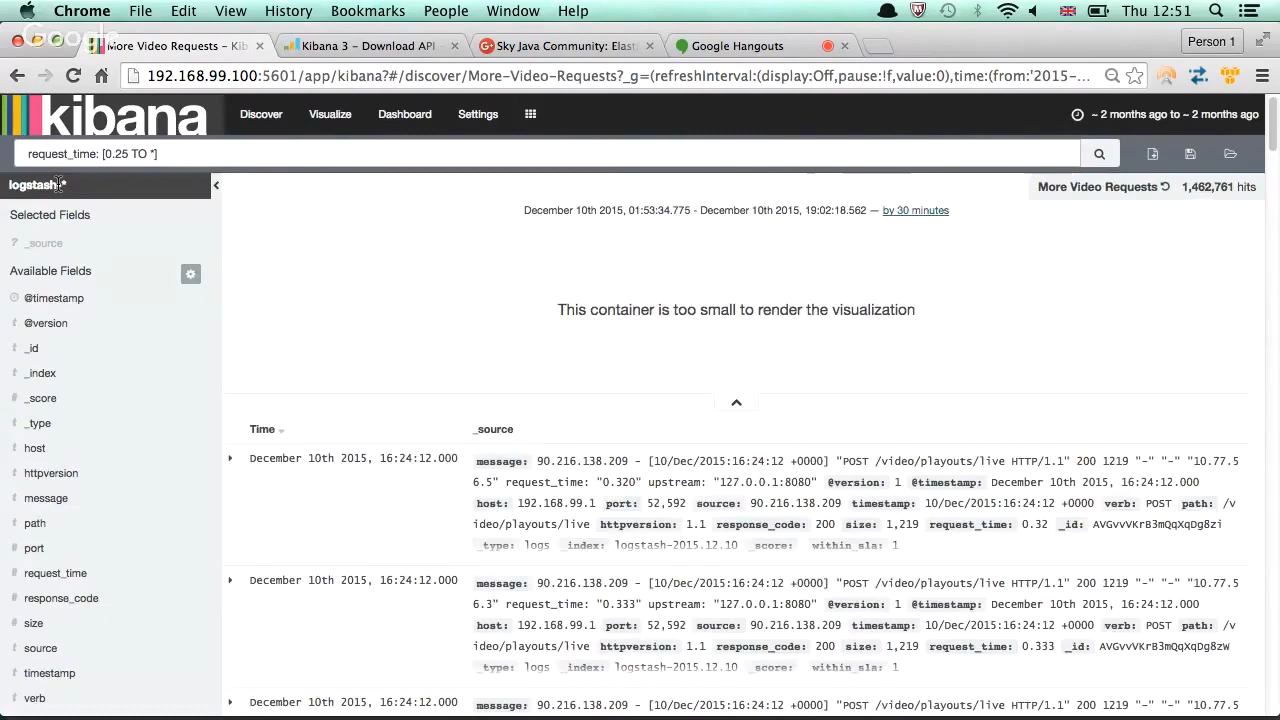 Chrome File Edit View History Bookmarks People Window Help Thu 12:51
Google
More Video Requests - Kib × Kibana 3 – Download API - × Sky Java Community: Elasti × Google Hangouts × Person 1
192.168.99.100:5601/app/kibana?#/discover/More-Video-Requests?_g=(refreshInterval:(display:Off,pause:!f,value:0),time:(from:'2015-...
kibana Discover Visualize Dashboard Settings ~ 2 months ago to ~ 2 months ago
request_time: [0.25 TO *]
logstash-*
More Video Requests 1,462,761 hits
Selected Fields
December 10th 2015, 01:53:34.775 - December 10th 2015, 19:02:18.562 — by 30 minutes
? _source
Available Fields
@timestamp
This container is too small to render the visualization
t @version
t _id
t _index
# _score
t _type
t host
t httpversion
t message
t path
# port
# request_time
# response_code
# size
t source
t timestamp
t verb
Time _source
December 10th 2015, 16:24:12.000 message: 90.216.138.209 - [10/Dec/2015:16:24:12 +0000] "POST /video/playouts/live HTTP/1.1" 200 1219 "-" "-" "10.77.5
6.5" request_time: "0.320" upstream: "127.0.0.1:8080" @version: 1 @timestamp: December 10th 2015, 16:24:12.000
host: 192.168.99.1 port: 52,592 source: 90.216.138.209 timestamp: 10/Dec/2015:16:24:12 +0000 verb: POST path: /v
ideo/playouts/live httpversion: 1.1 response_code: 200 size: 1,219 request_time: 0.32 _id: AVGvvVKrB3mQqXqDg8zi
_type: logs _index: logstash-2015.12.10 _score: within_sla: 1
December 10th 2015, 16:24:12.000 message: 90.216.138.209 - [10/Dec/2015:16:24:12 +0000] "POST /video/playouts/live HTTP/1.1" 200 1219 "-" "-" "10.77.5
6.3" request_time: "0.333" upstream: "127.0.0.1:8080" @version: 1 @timestamp: December 10th 2015, 16:24:12.000
host: 192.168.99.1 port: 52,592 source: 90.216.138.209 timestamp: 10/Dec/2015:16:24:12 +0000 verb: POST path: /v
ideo/playouts/live httpversion: 1.1 response_code: 200 size: 1,219 request_time: 0.333 _id: AVGvvVKrB3mQqXqDg8zW
_type: logs _index: logstash-2015.12.10 _score: within_sla: 1
December 10th 2015, 16:24:12.000 message: 90.216.138.209 - [10/Dec/2015:16:24:12 +0000] "POST /video/playouts/live HTTP/1.1" 200 1219 "-" "-" "10.77.5